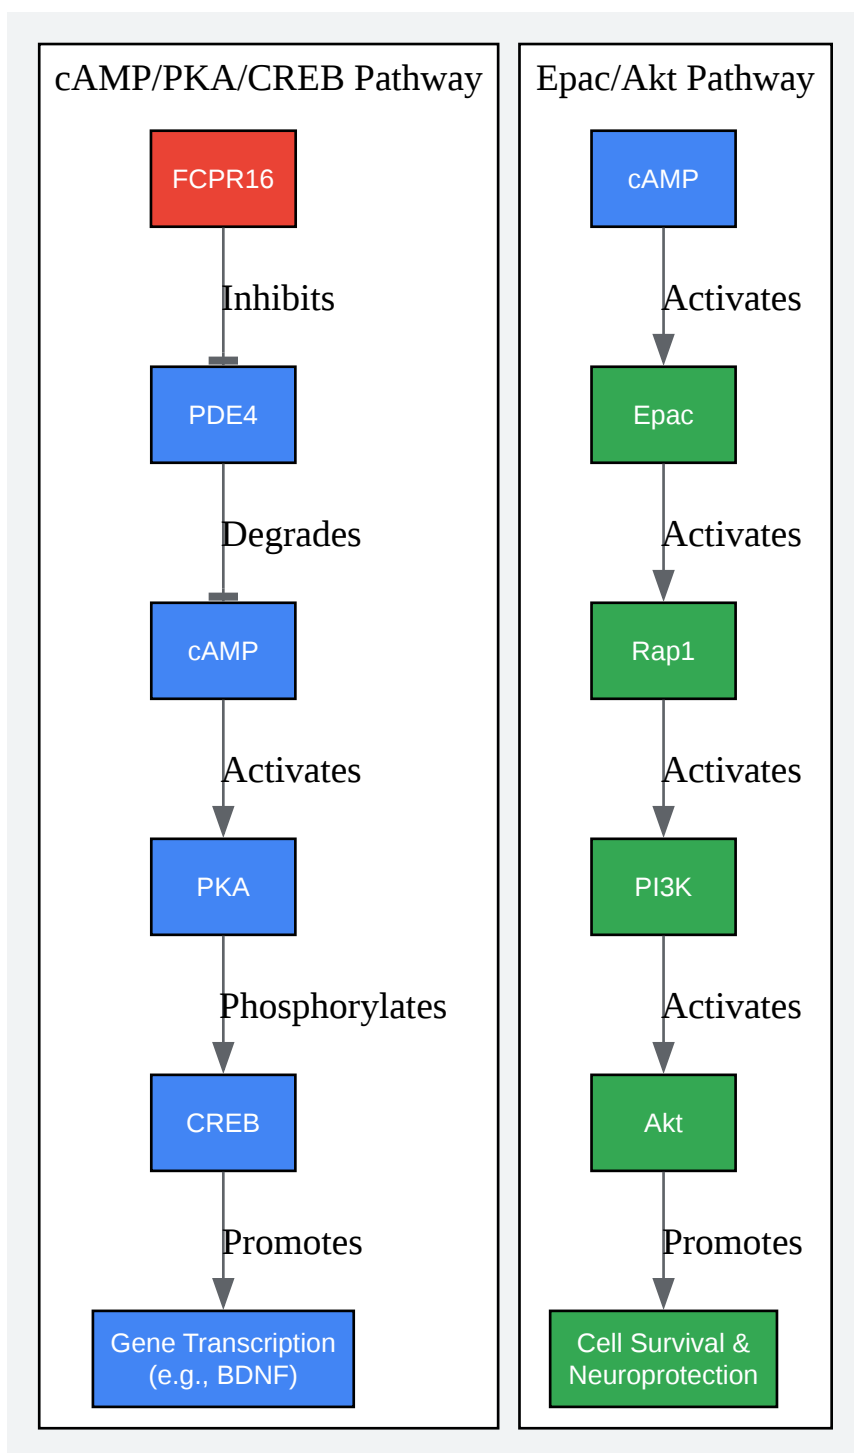 cAMP/PKA/CREB Pathway
FCPR16
Inhibits
PDE4
Degrades
cAMP
Activates
PKA
Phosphorylates
CREB
Promotes
Gene Transcription
(e.g., BDNF)
Epac/Akt Pathway
cAMP
Activates
Epac
Activates
Rap1
Activates
PI3K
Activates
Akt
Promotes
Cell Survival &
Neuroprotection